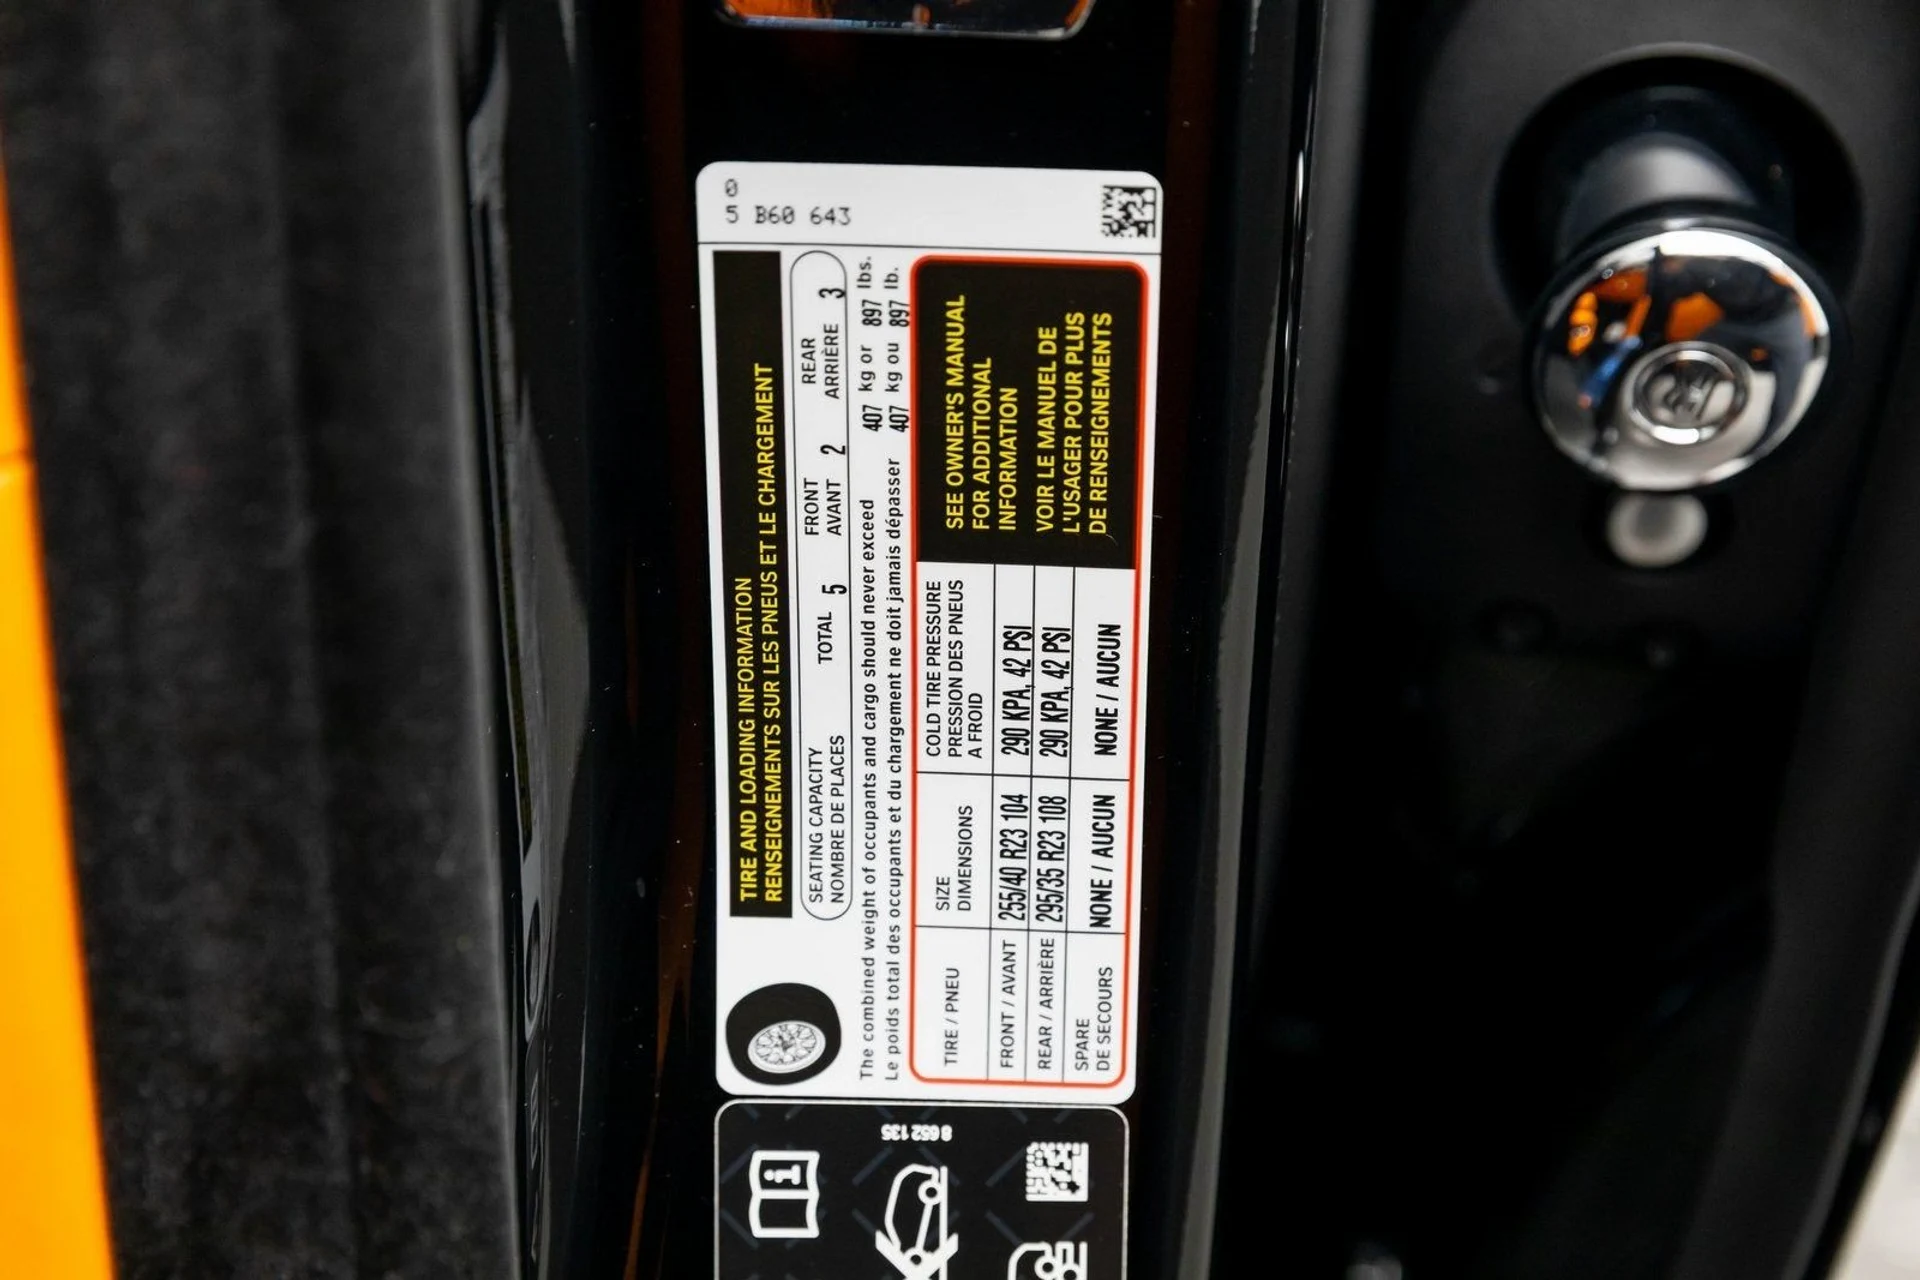 0
5 B60 643
TIRE AND LOADING INFORMATION
RENSEIGNEMENTS SUR LES PNEUS ET LE CHARGEMENT
SEATING CAPACITY TOTAL 5 FRONT 2 REAR 3
NOMBRE DE PLACES AVANT ARRIÈRE
The combined weight of occupants and cargo should never exceed 407 kg or 897 lbs.
Le poids total des occupants et du chargement ne doit jamais dépasser 407 kg ou 897 lb.
TIRE / PNEU
SIZE
DIMENSIONS
COLD TIRE PRESSURE
PRESSION DES PNEUS
A FROID
FRONT / AVANT 255/40 R23 104 290 KPA, 42 PSI
REAR / ARRIÈRE 295/35 R23 108 290 KPA, 42 PSI
SPARE
DE SECOURS
NONE / AUCUN NONE / AUCUN
SEE OWNER'S MANUAL
FOR ADDITIONAL
INFORMATION
VOIR LE MANUEL DE
L'USAGER POUR PLUS
DE RENSEIGNEMENTS
8 652 135